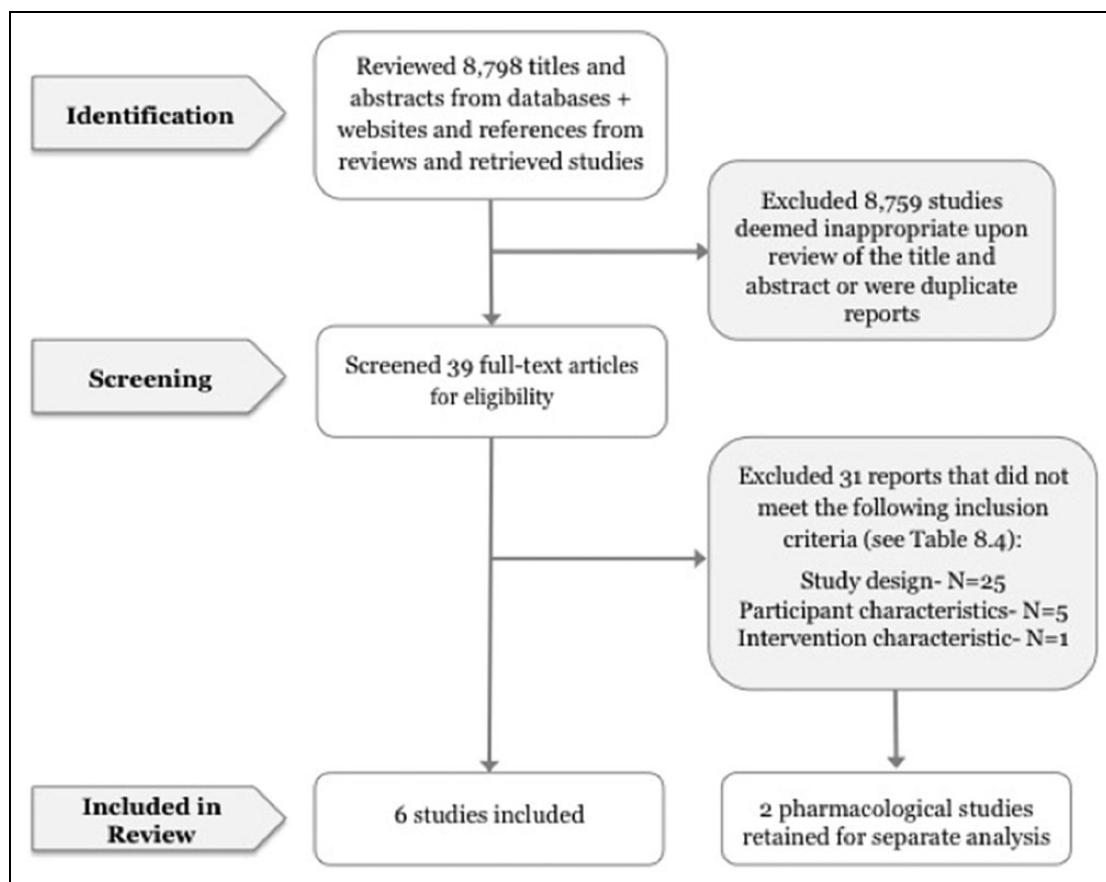 Identification
Reviewed 8,798 titles and
abstracts from databases +
websites and references from
reviews and retrieved studies
Excluded 8,759 studies
deemed inappropriate upon
review of the title and
abstract or were duplicate
reports
Screening
Screened 39 full-text articles
for eligibility
Excluded 31 reports that did not
meet the following inclusion
criteria (see Table 8.4):
Study design- N=25
Participant characteristics- N=5
Intervention characteristic- N=1
Included in
Review
6 studies included
2 pharmacological studies
retained for separate analysis